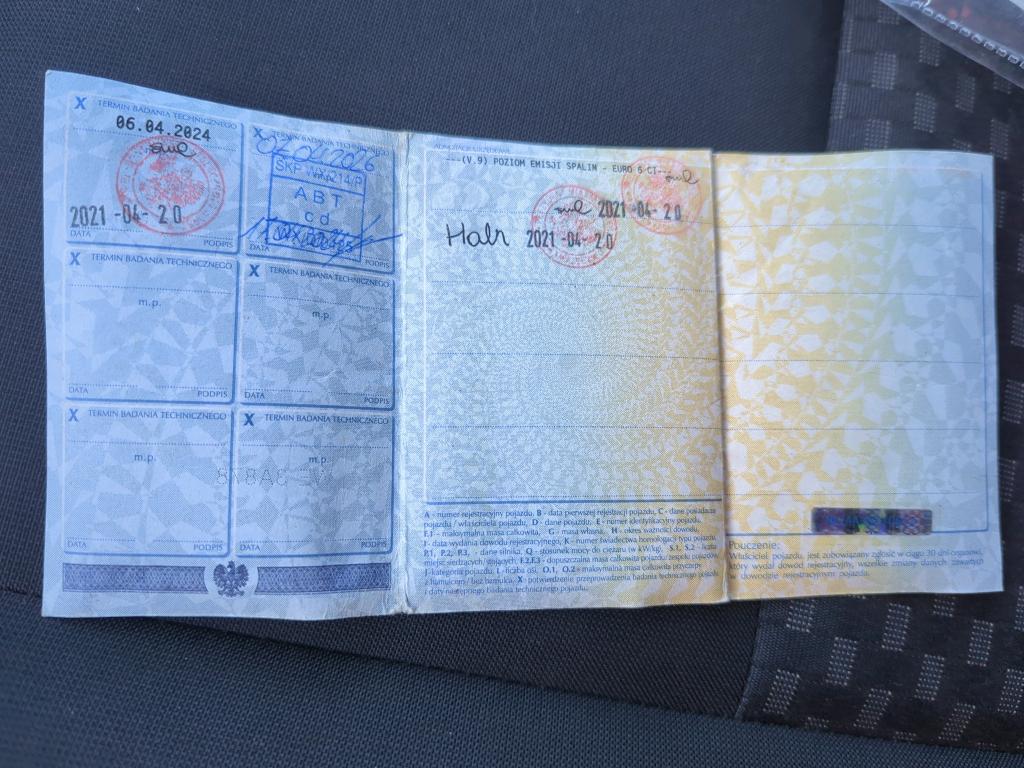 X TERMIN BADANIA TECHNICZNEGO
06.04.2024
2021 -04- 20
DATA PODPIS
X TERMIN BADANIA TECHNICZNEGO
m.p.
A B T
c d
DATA
X TERMIN BADANIA TECHNICZNEGO
m.p.
DATA PODPIS
X TERMIN BADANIA TECHNICZNEGO
m.p.
DATA PODPIS
X TERMIN BADANIA TECHNICZNEGO
m.p.
DATA PODPIS
X TERMIN BADANIA TECHNICZNEGO
m.p.
DATA PODPIS
ADNOTACJE URZĘDOWE
---(V.9) POZIOM EMISJI SPALIN - EURO 6 CI---
2021 -04- 20
Hak 2021 -04- 20
A - numer rejestracyjny pojazdu, B - data pierwszej rejestracji pojazdu, C - dane posiadacza
pojazdu / właściciela pojazdu, D - dane pojazdu, E - numer identyfikacyjny pojazdu,
F.1 - maksymalna masa całkowita, G - masa własna, H - okres ważności dowodu,
I - data wydania dowodu rejestracyjnego, K - numer świadectwa homologacji typu pojazdu,
P.1, P.2, P.3, - dane silnika, Q - stosunek mocy do ciężaru (w kW/kg), S.1, S.2 - liczba
miejsc siedzących/ stojących, F.2,F.3 - dopuszczalna masa całkowita pojazdu/ zespołu pojazdów
J-kategoria pojazdu, L - liczba osi, O.1, O.2 - maksymalna masa całkowita przyczepy
z hamulcem / bez hamulca, X - potwierdzenie przeprowadzenia badania technicznego pojazdu
i daty następnego badania technicznego pojazdu.
Pouczenie:
Właściciel pojazdu, jest zobowiązany zgłosić w ciągu 30 dni organowi,
który wydał dowód rejestracyjny, wszelkie zmiany danych zawartych
w dowodzie rejestracyjnym pojazdu.